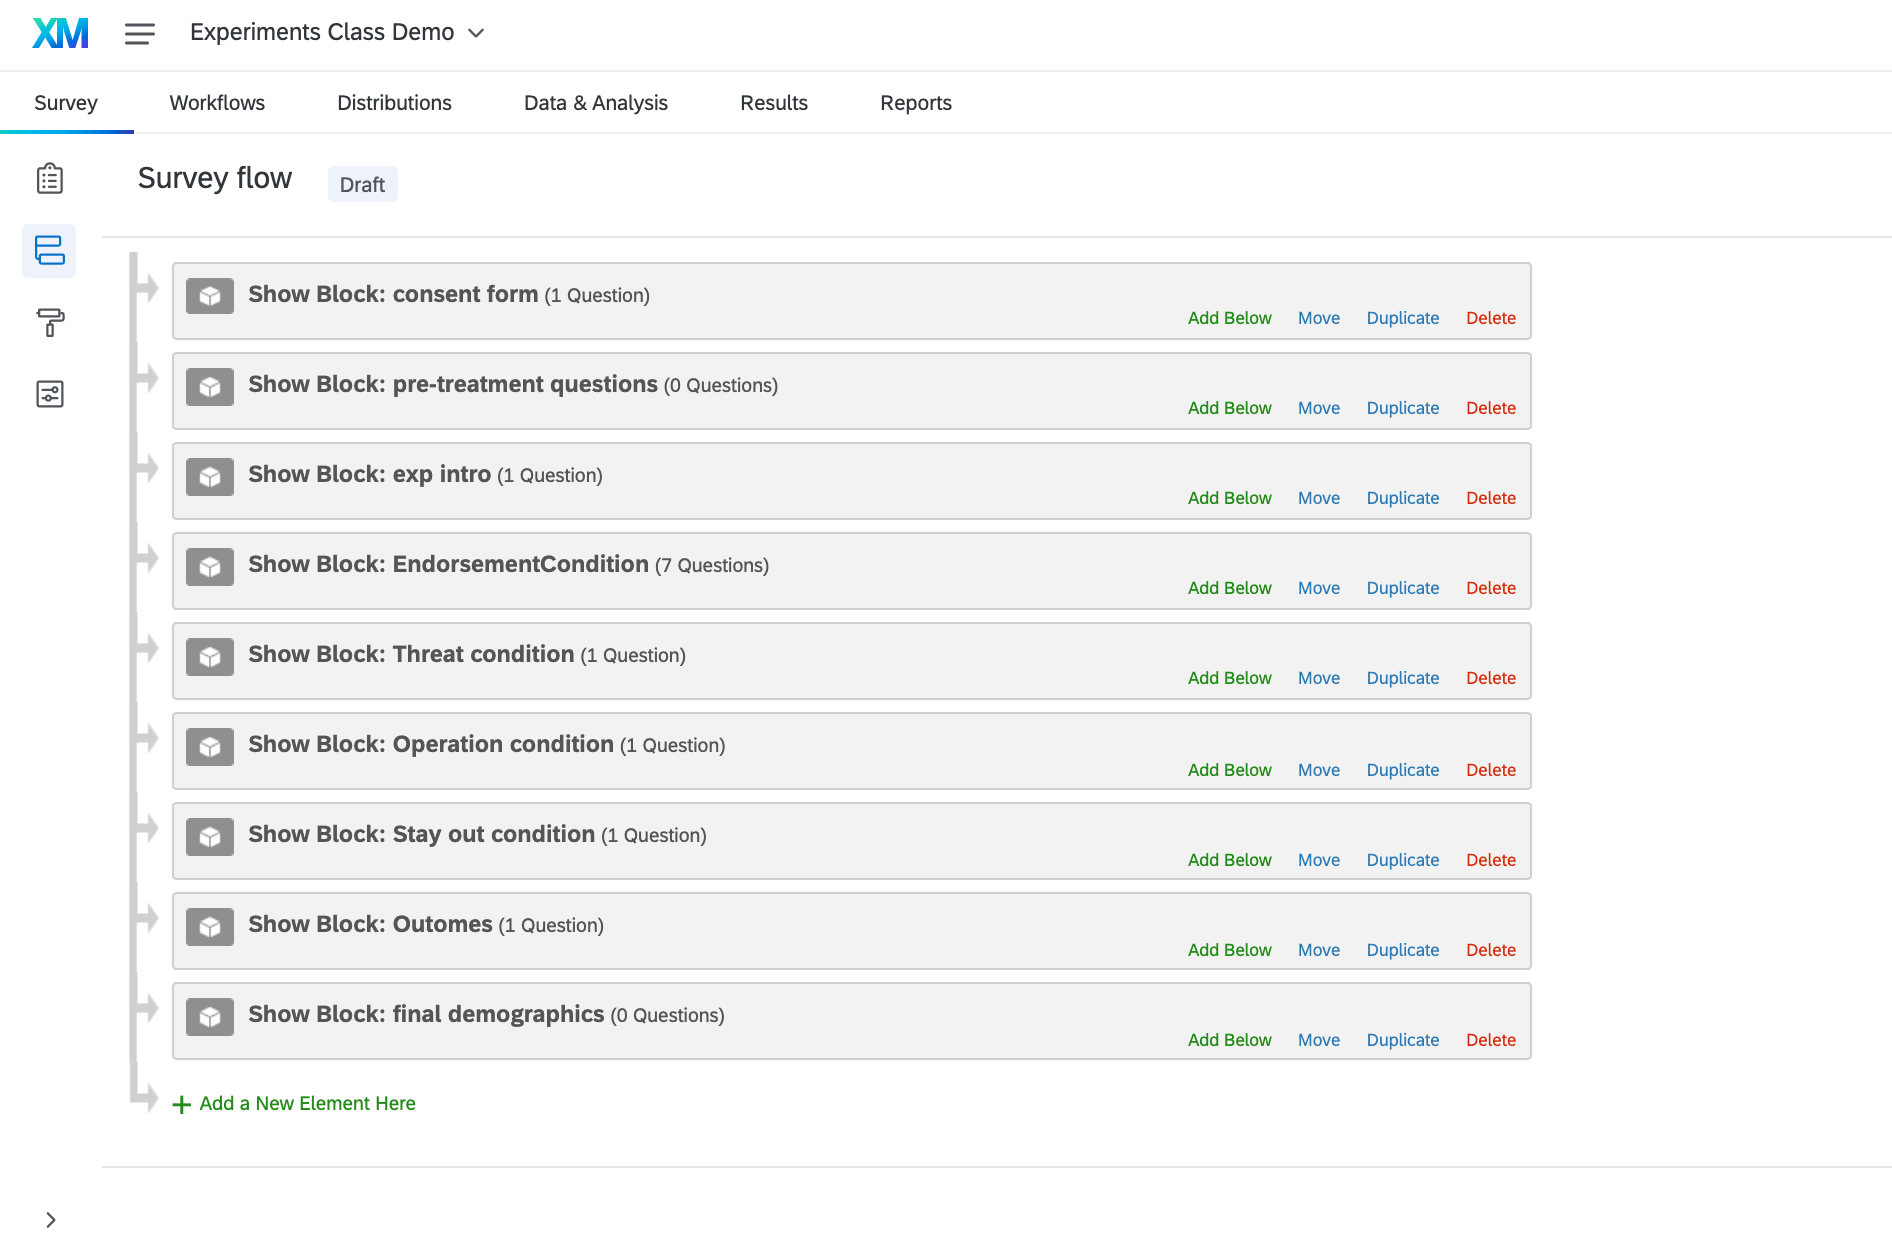 XM
Experiments Class Demo
Survey Workflows Distributions Data & Analysis Results Reports
Survey flow Draft
Show Block: consent form (1 Question)
Add Below Move Duplicate Delete
Show Block: pre-treatment questions (0 Questions)
Add Below Move Duplicate Delete
Show Block: exp intro (1 Question)
Add Below Move Duplicate Delete
Show Block: EndorsementCondition (7 Questions)
Add Below Move Duplicate Delete
Show Block: Threat condition (1 Question)
Add Below Move Duplicate Delete
Show Block: Operation condition (1 Question)
Add Below Move Duplicate Delete
Show Block: Stay out condition (1 Question)
Add Below Move Duplicate Delete
Show Block: Outomes (1 Question)
Add Below Move Duplicate Delete
Show Block: final demographics (0 Questions)
Add Below Move Duplicate Delete
Add a New Element Here